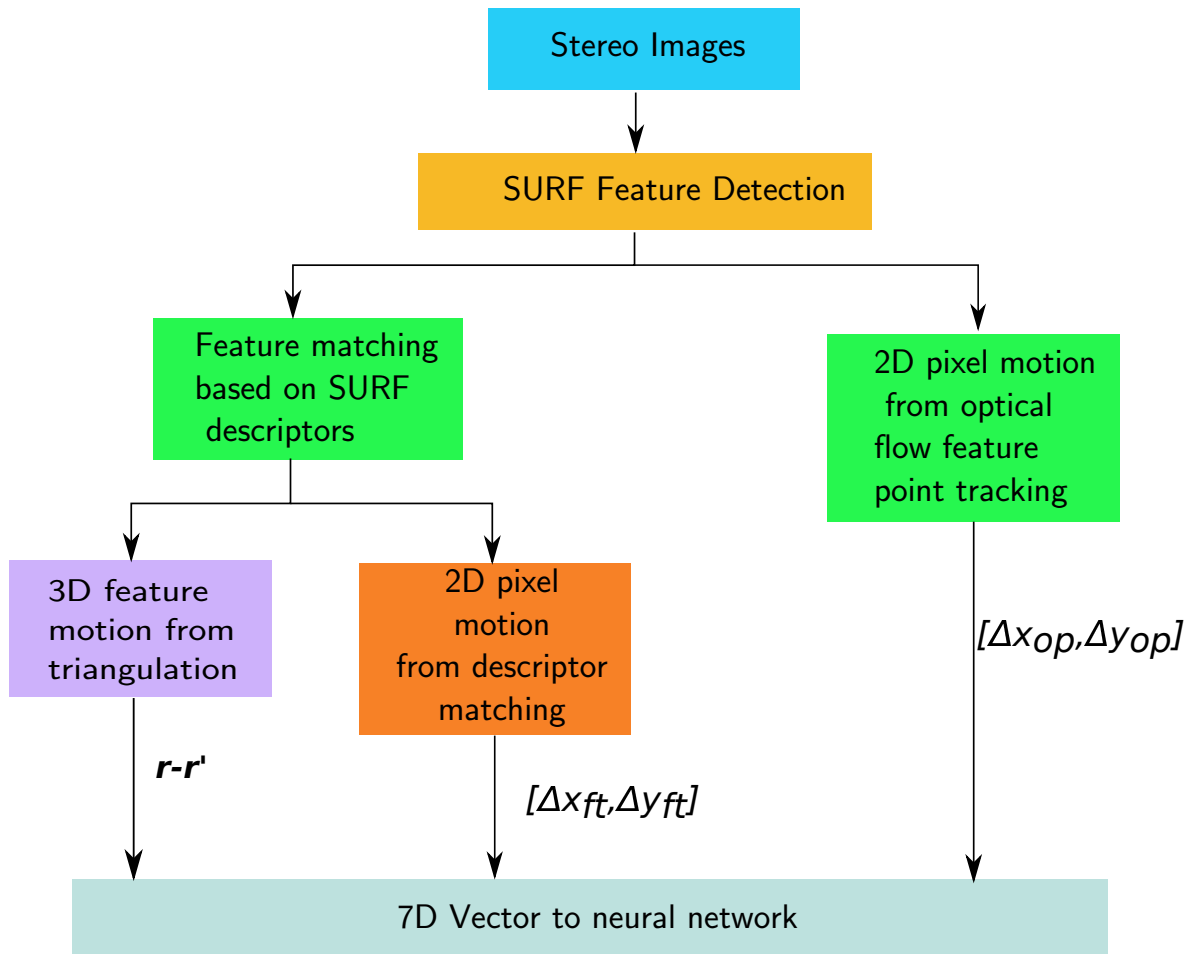 Stereo Images
SURF Feature Detection
Feature matching
based on SURF
descriptors
2D pixel motion
from optical
flow feature
point tracking
3D feature
motion from
triangulation
2D pixel
motion
from descriptor
matching
[Δxop,Δyop]
r-r'
[Δxft,Δyft]
7D Vector to neural network